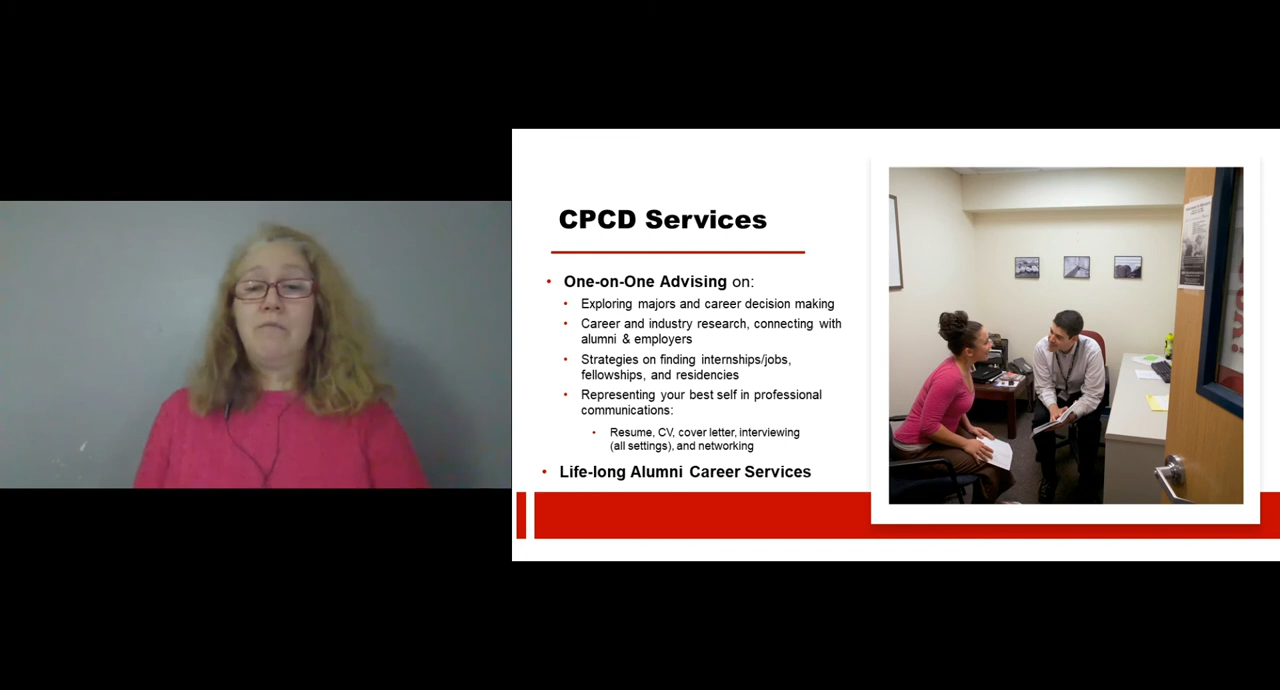 CPCD Services
• One-on-One Advising on:
• Exploring majors and career decision making
• Career and industry research, connecting with
alumni & employers
• Strategies on finding internships/jobs,
fellowships, and residencies
• Representing your best self in professional
communications:
• Resume, CV, cover letter, interviewing
(all settings), and networking
• Life-long Alumni Career Services